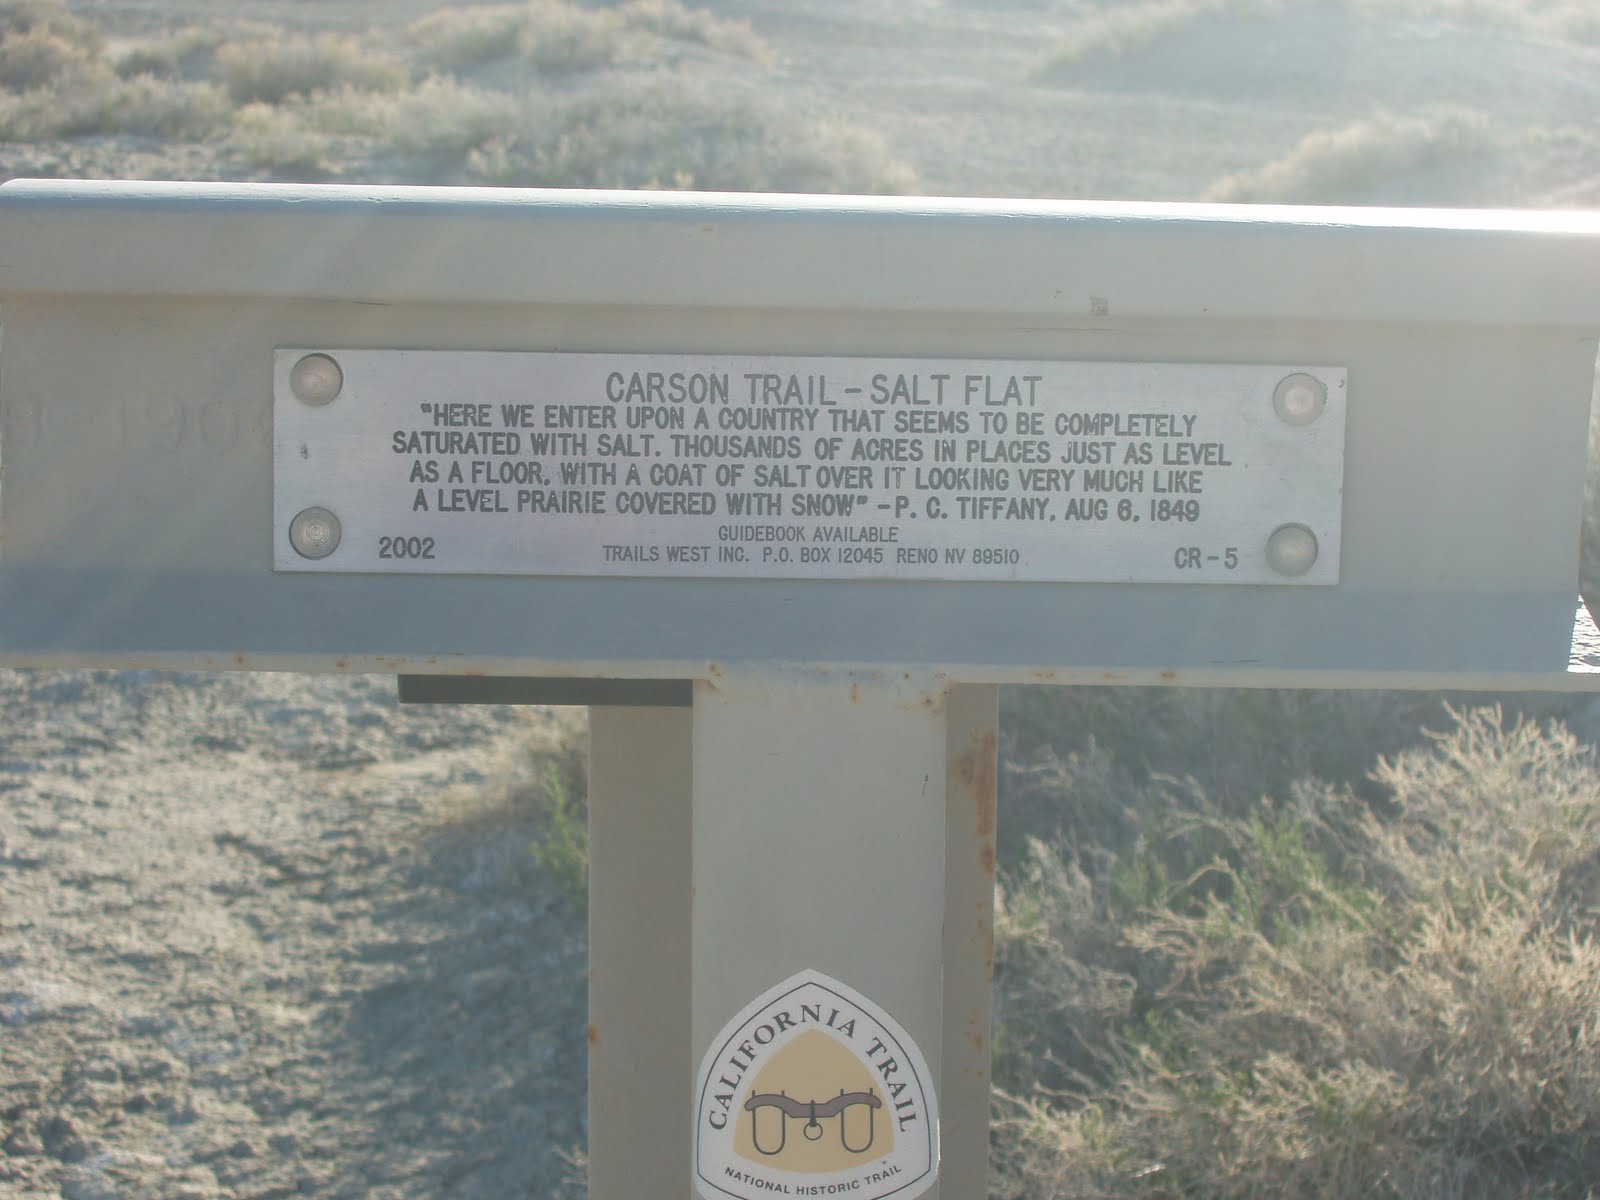 CARSON TRAIL - SALT FLAT
"HERE WE ENTER UPON A COUNTRY THAT SEEMS TO BE COMPLETELY
SATURATED WITH SALT. THOUSANDS OF ACRES IN PLACES JUST AS LEVEL
AS A FLOOR, WITH A COAT OF SALT OVER IT LOOKING VERY MUCH LIKE
A LEVEL PRAIRIE COVERED WITH SNOW" - P. C. TIFFANY, AUG 6, 1849
GUIDEBOOK AVAILABLE
2002 TRAILS WEST INC. P.O. BOX 12045 RENO NV 89510 CR-5
CALIFORNIA TRAIL
NATIONAL HISTORIC TRAIL